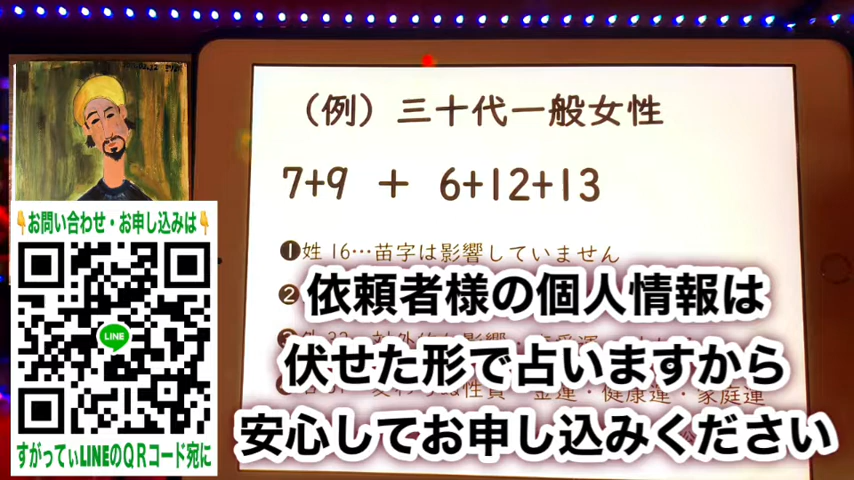 （例）三十代一般女性
7+9 ＋ 6+12+13
❶姓 16…苗字は影響していません
❷
依頼者様の個人情報は
伏せた形で占いますから
安心してお申し込みください
👇お問い合わせ・お申し込みは👇
LINE
すがってぃLINEのQRコード宛に